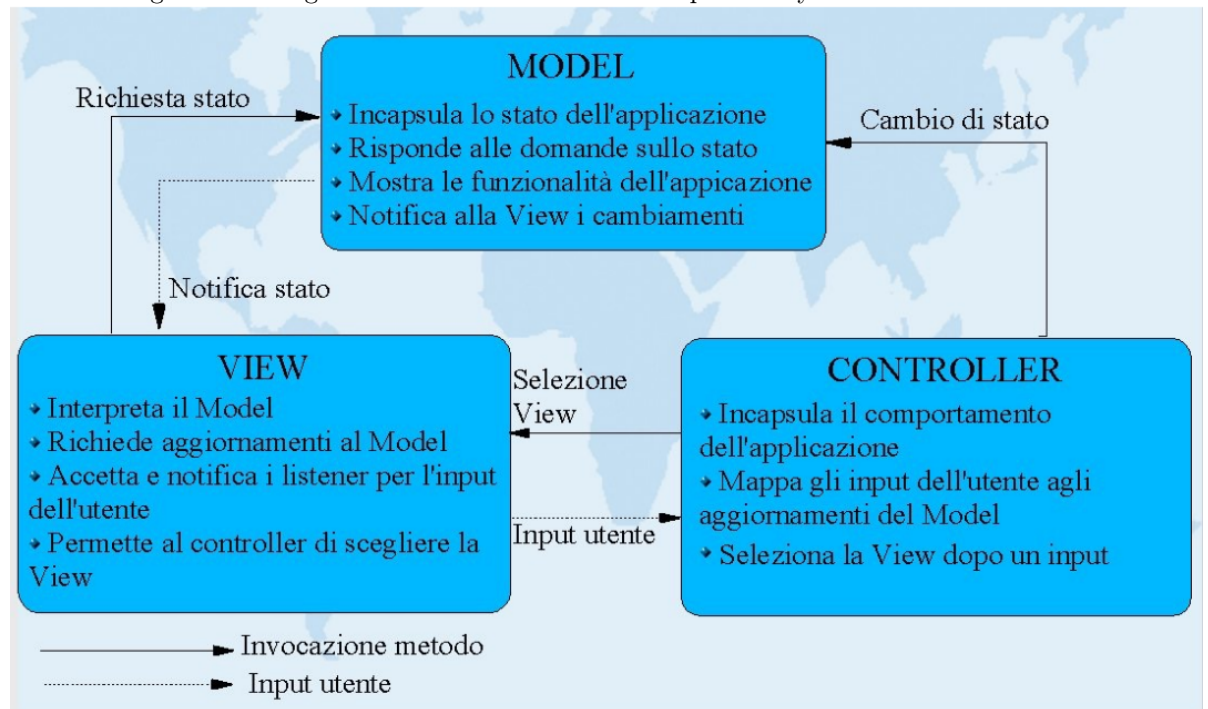 MODEL
Incapsula lo stato dell'applicazione
Risponde alle domande sullo stato
Mostra le funzionalità dell'appicazione
Notifica alla View i cambiamenti
Richiesta stato
Cambio di stato
Notifica stato
VIEW
Interpreta il Model
Richiede aggiornamenti al Model
Accetta e notifica i listener per l'input
dell'utente
Permette al controller di scegliere la
View
Selezione
View
Input utente
CONTROLLER
Incapsula il comportamento
dell'applicazione
Mappa gli input dell'utente agli
aggiornamenti del Model
Seleziona la View dopo un input
Invocazione metodo
Input utente